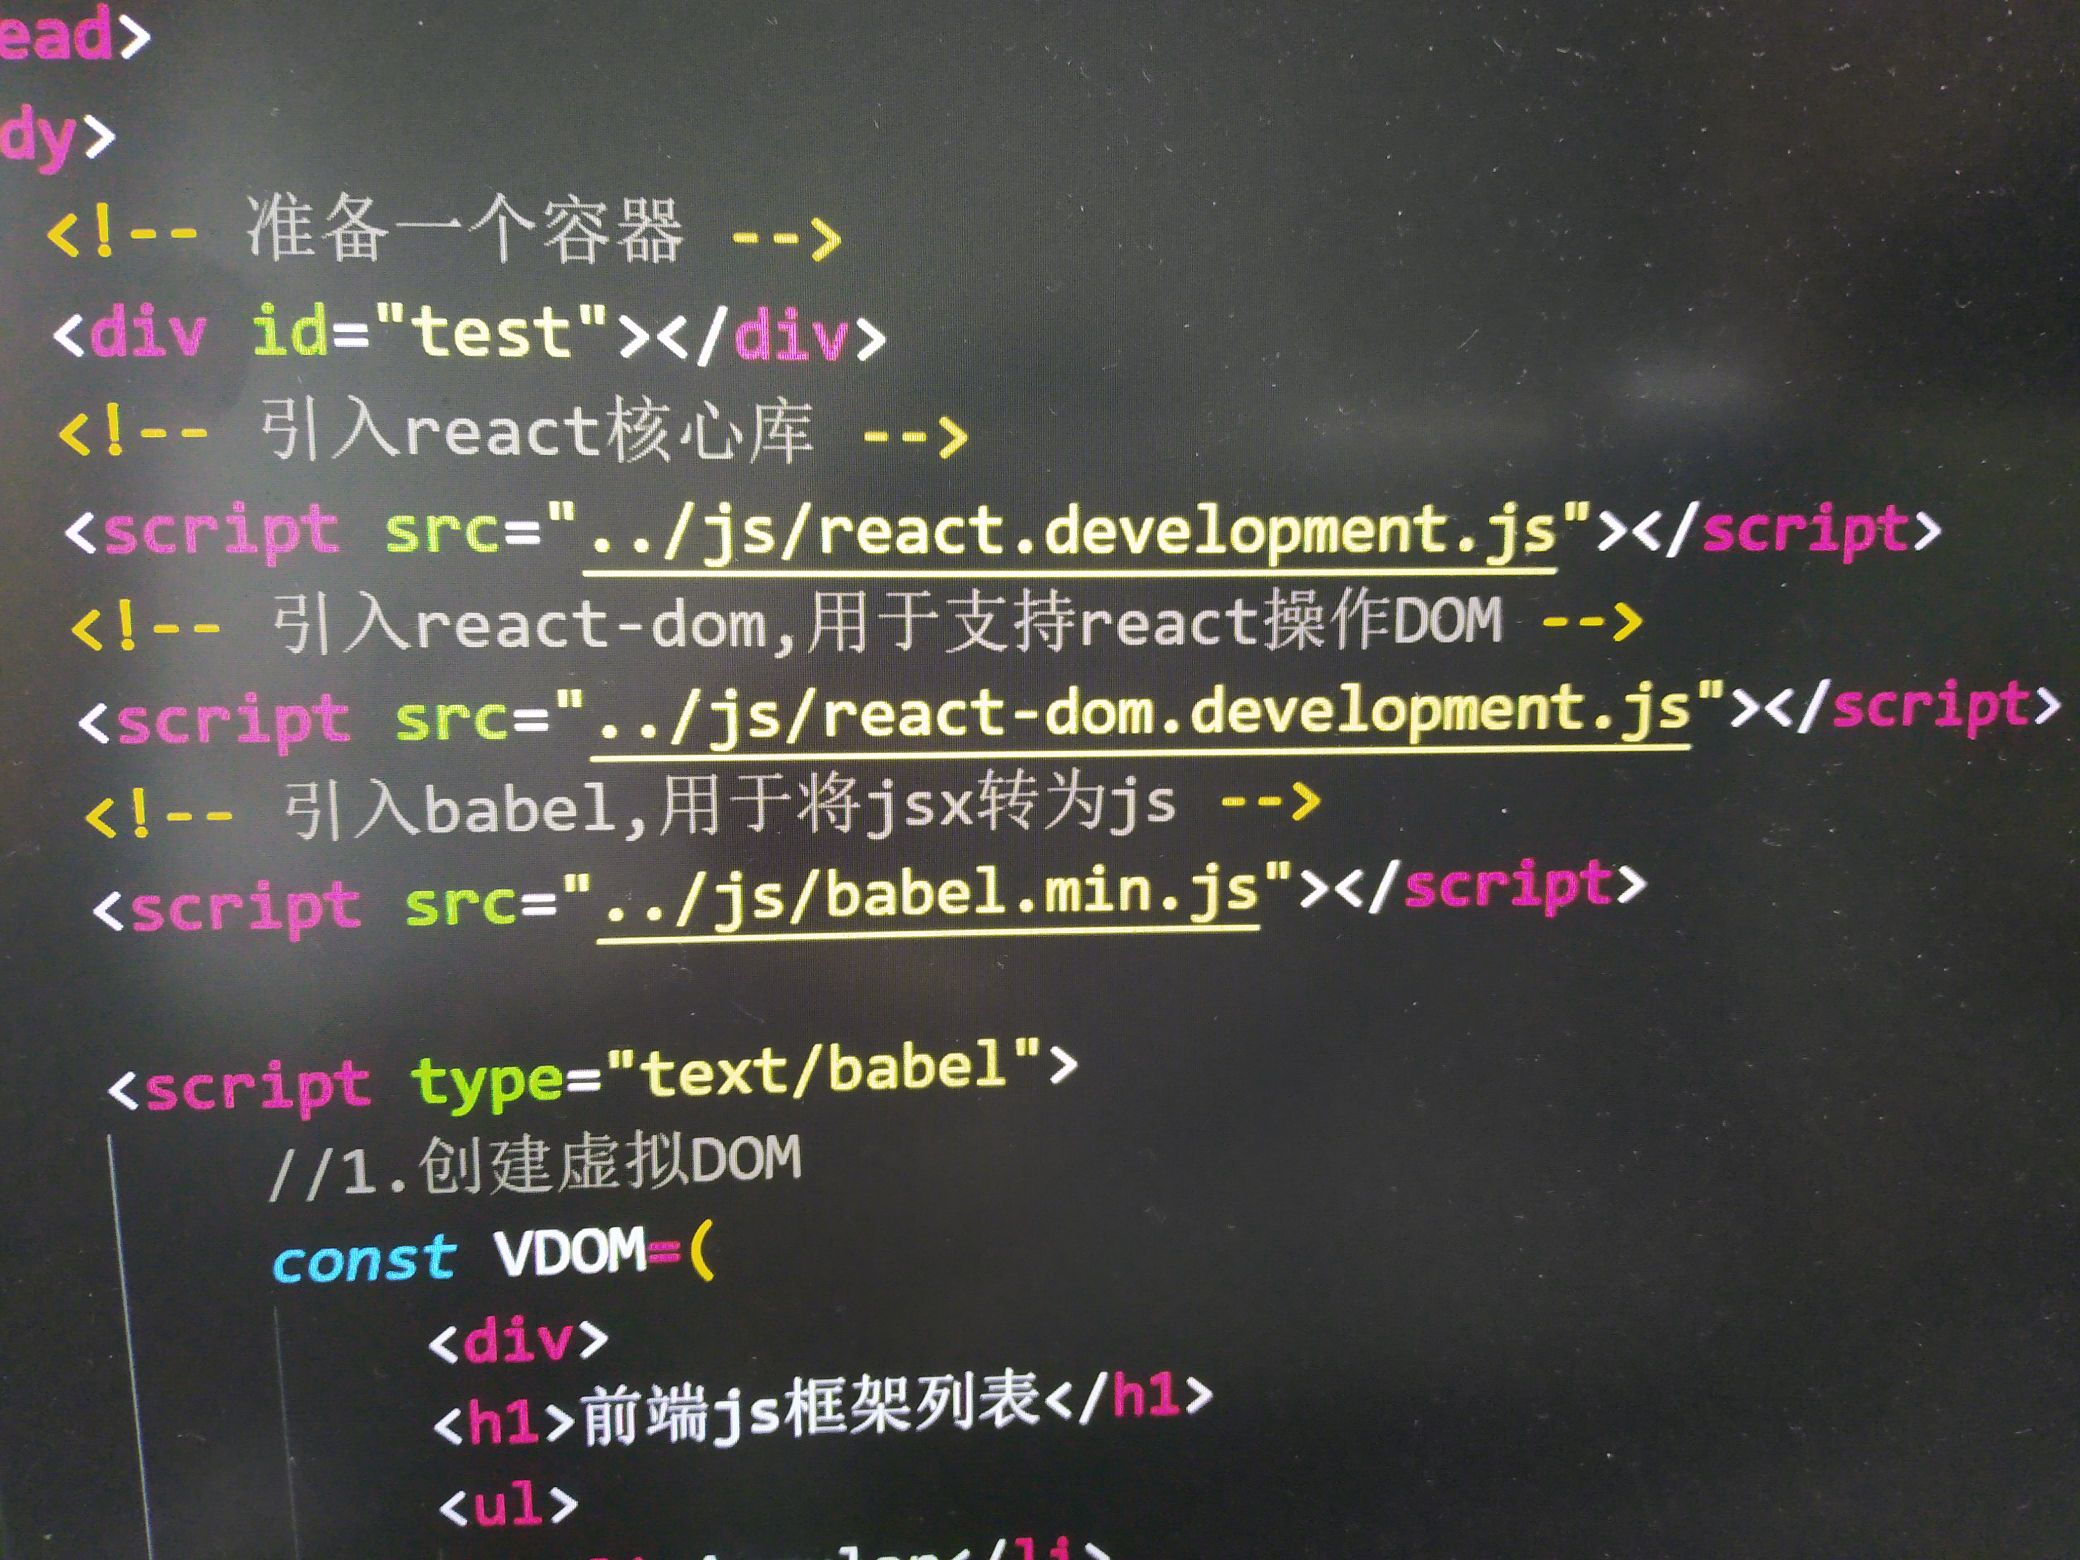 ead>
dy>
<!-- 准备一个容器 -->
<div id="test"></div>
<!-- 引入react核心库 -->
<script src="../js/react.development.js"></script>
<!-- 引入react-dom,用于支持react操作DOM -->
<script src="../js/react-dom.development.js"></script>
<!-- 引入babel,用于将jsx转为js -->
<script src="../js/babel.min.js"></script>
<script type="text/babel">
//1.创建虚拟DOM
const VDOM=(
<div>
<h1>前端js框架列表</h1>
<ul>
</li>